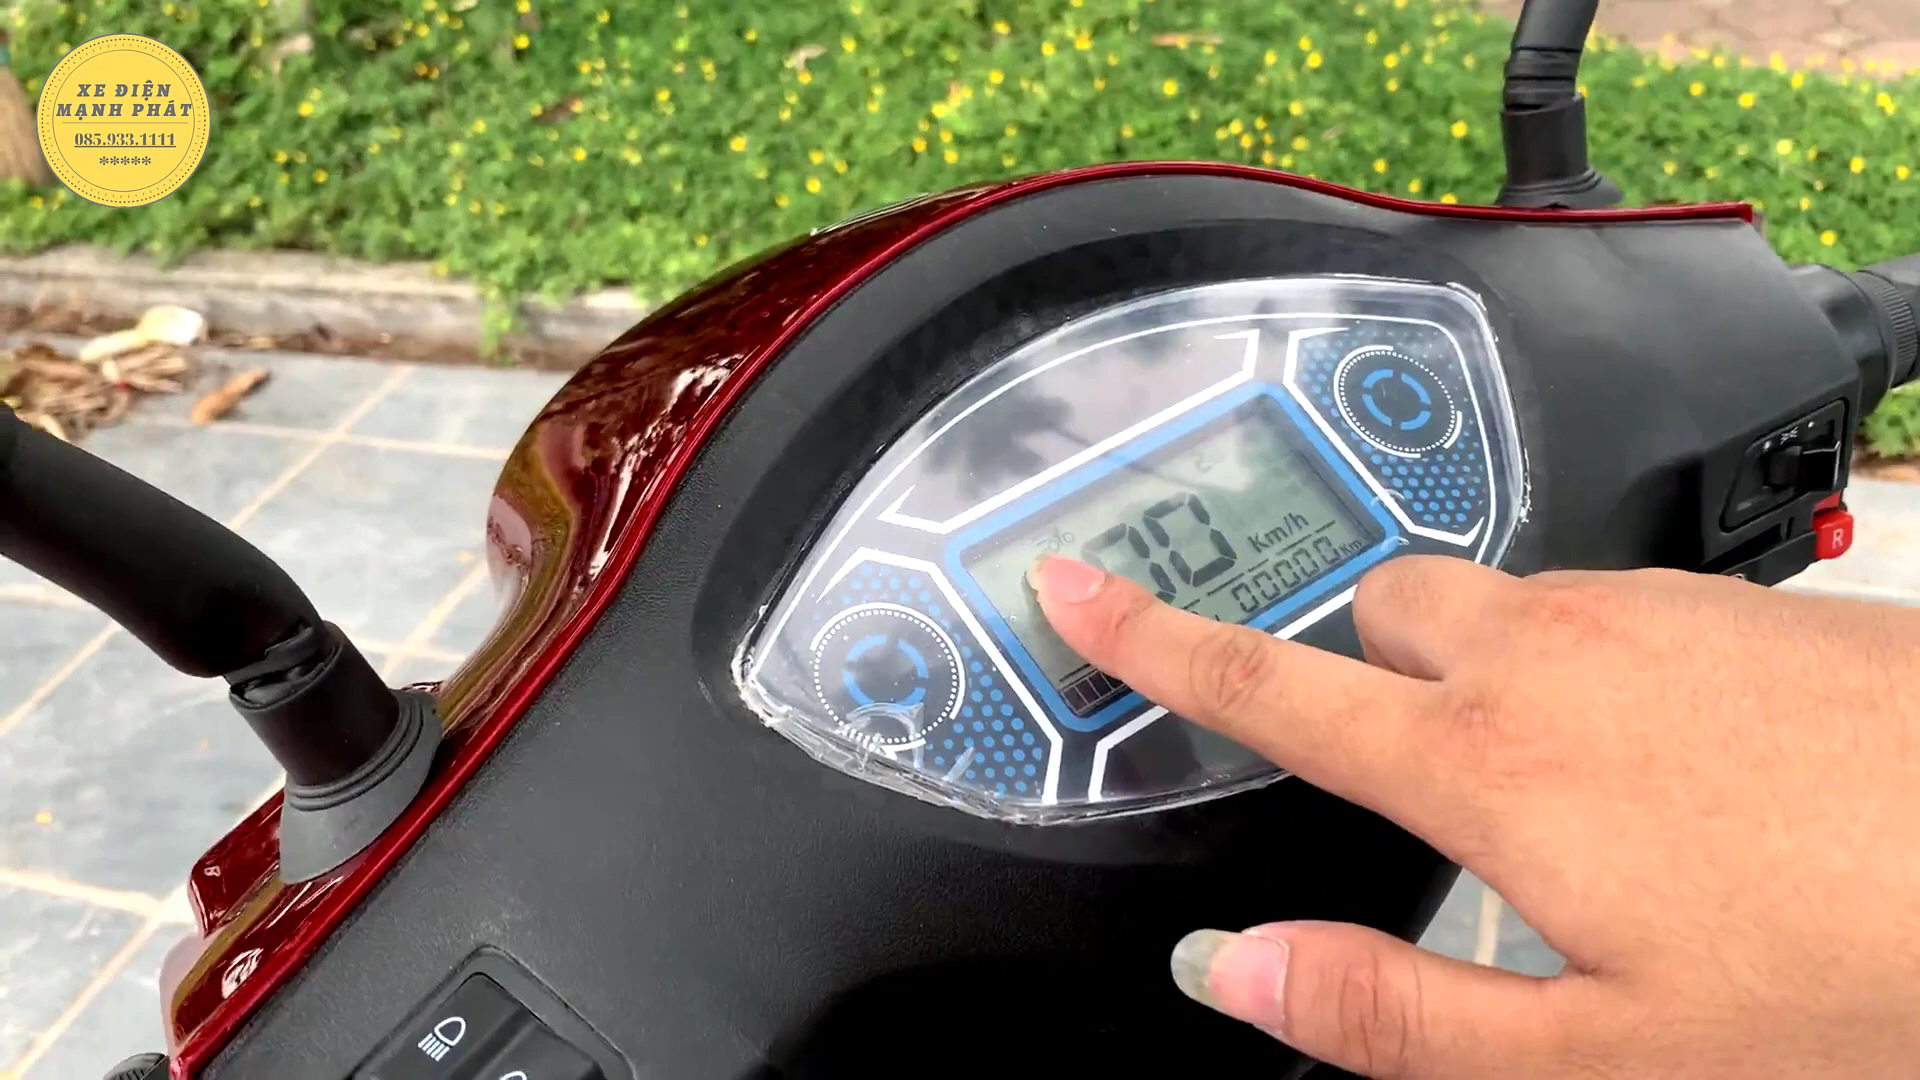 XE ĐIỆN
MẠNH PHÁT
085.933.1111
*****
Km/h
00000 Km
R